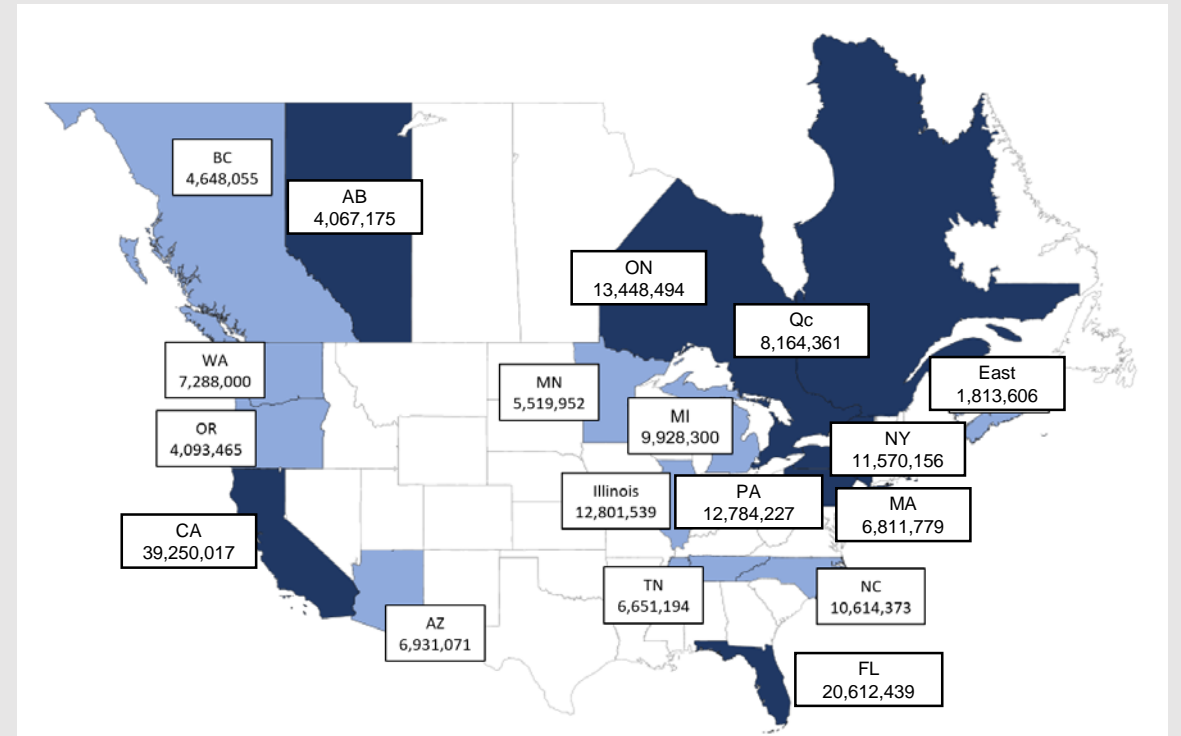 BC
4,648,055
AB
4,067,175
ON
13,448,494
Qc
8,164,361
WA
7,288,000
MN
5,519,952
East
1,813,606
MI
9,928,300
OR
4,093,465
NY
11,570,156
Illinois
12,801,539
PA
12,784,227
MA
6,811,779
CA
39,250,017
TN
6,651,194
NC
10,614,373
AZ
6,931,071
FL
20,612,439